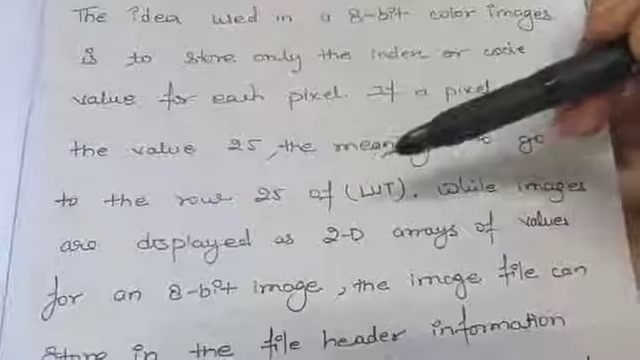 The idea used in a 8-bit color images
is to store only the index or code
value for each pixel. If a pixel
the value 25, the mean go
to the row 25 of (LUT). While images
are displayed as 2-D arrays of values
for an 8-bit image, the image file can
store in the file header information